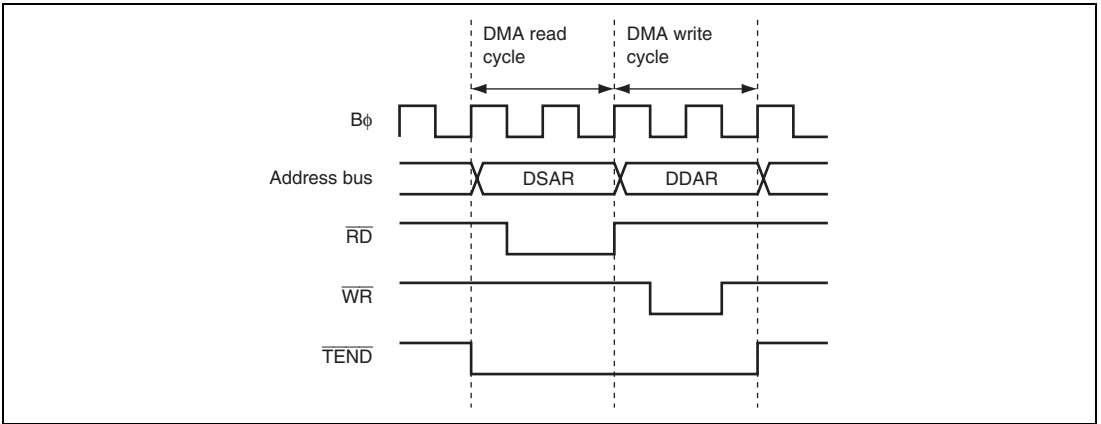 DMA read cycle
DMA write cycle
Bϕ
Address bus
DSAR
DDAR
RD
WR
TEND